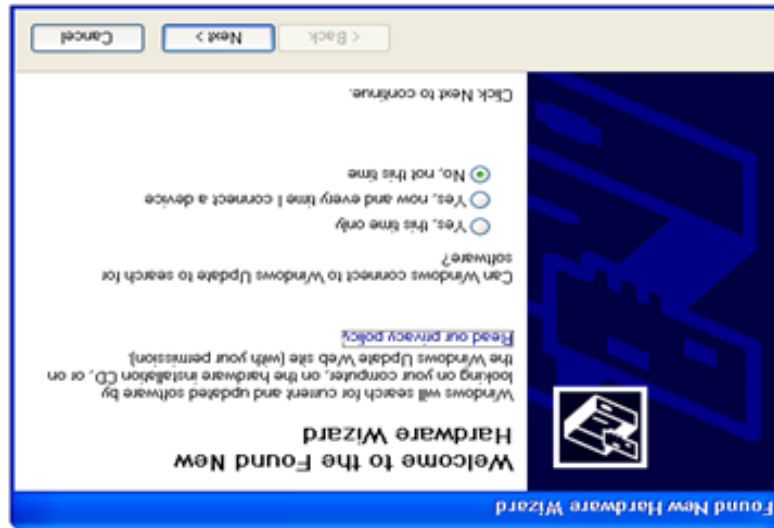 Found New Hardware Wizard
Welcome to the Found New
Hardware Wizard
Windows will search for current and updated software by
looking on your computer, on the hardware installation CD, or on
the Windows Update Web site (with your permission).
Read our privacy policy
Can Windows connect to Windows Update to search for
software?
Yes, this time only
Yes, now and every time I connect a device
No, not this time
Click Next to continue.
< Back Next > Cancel